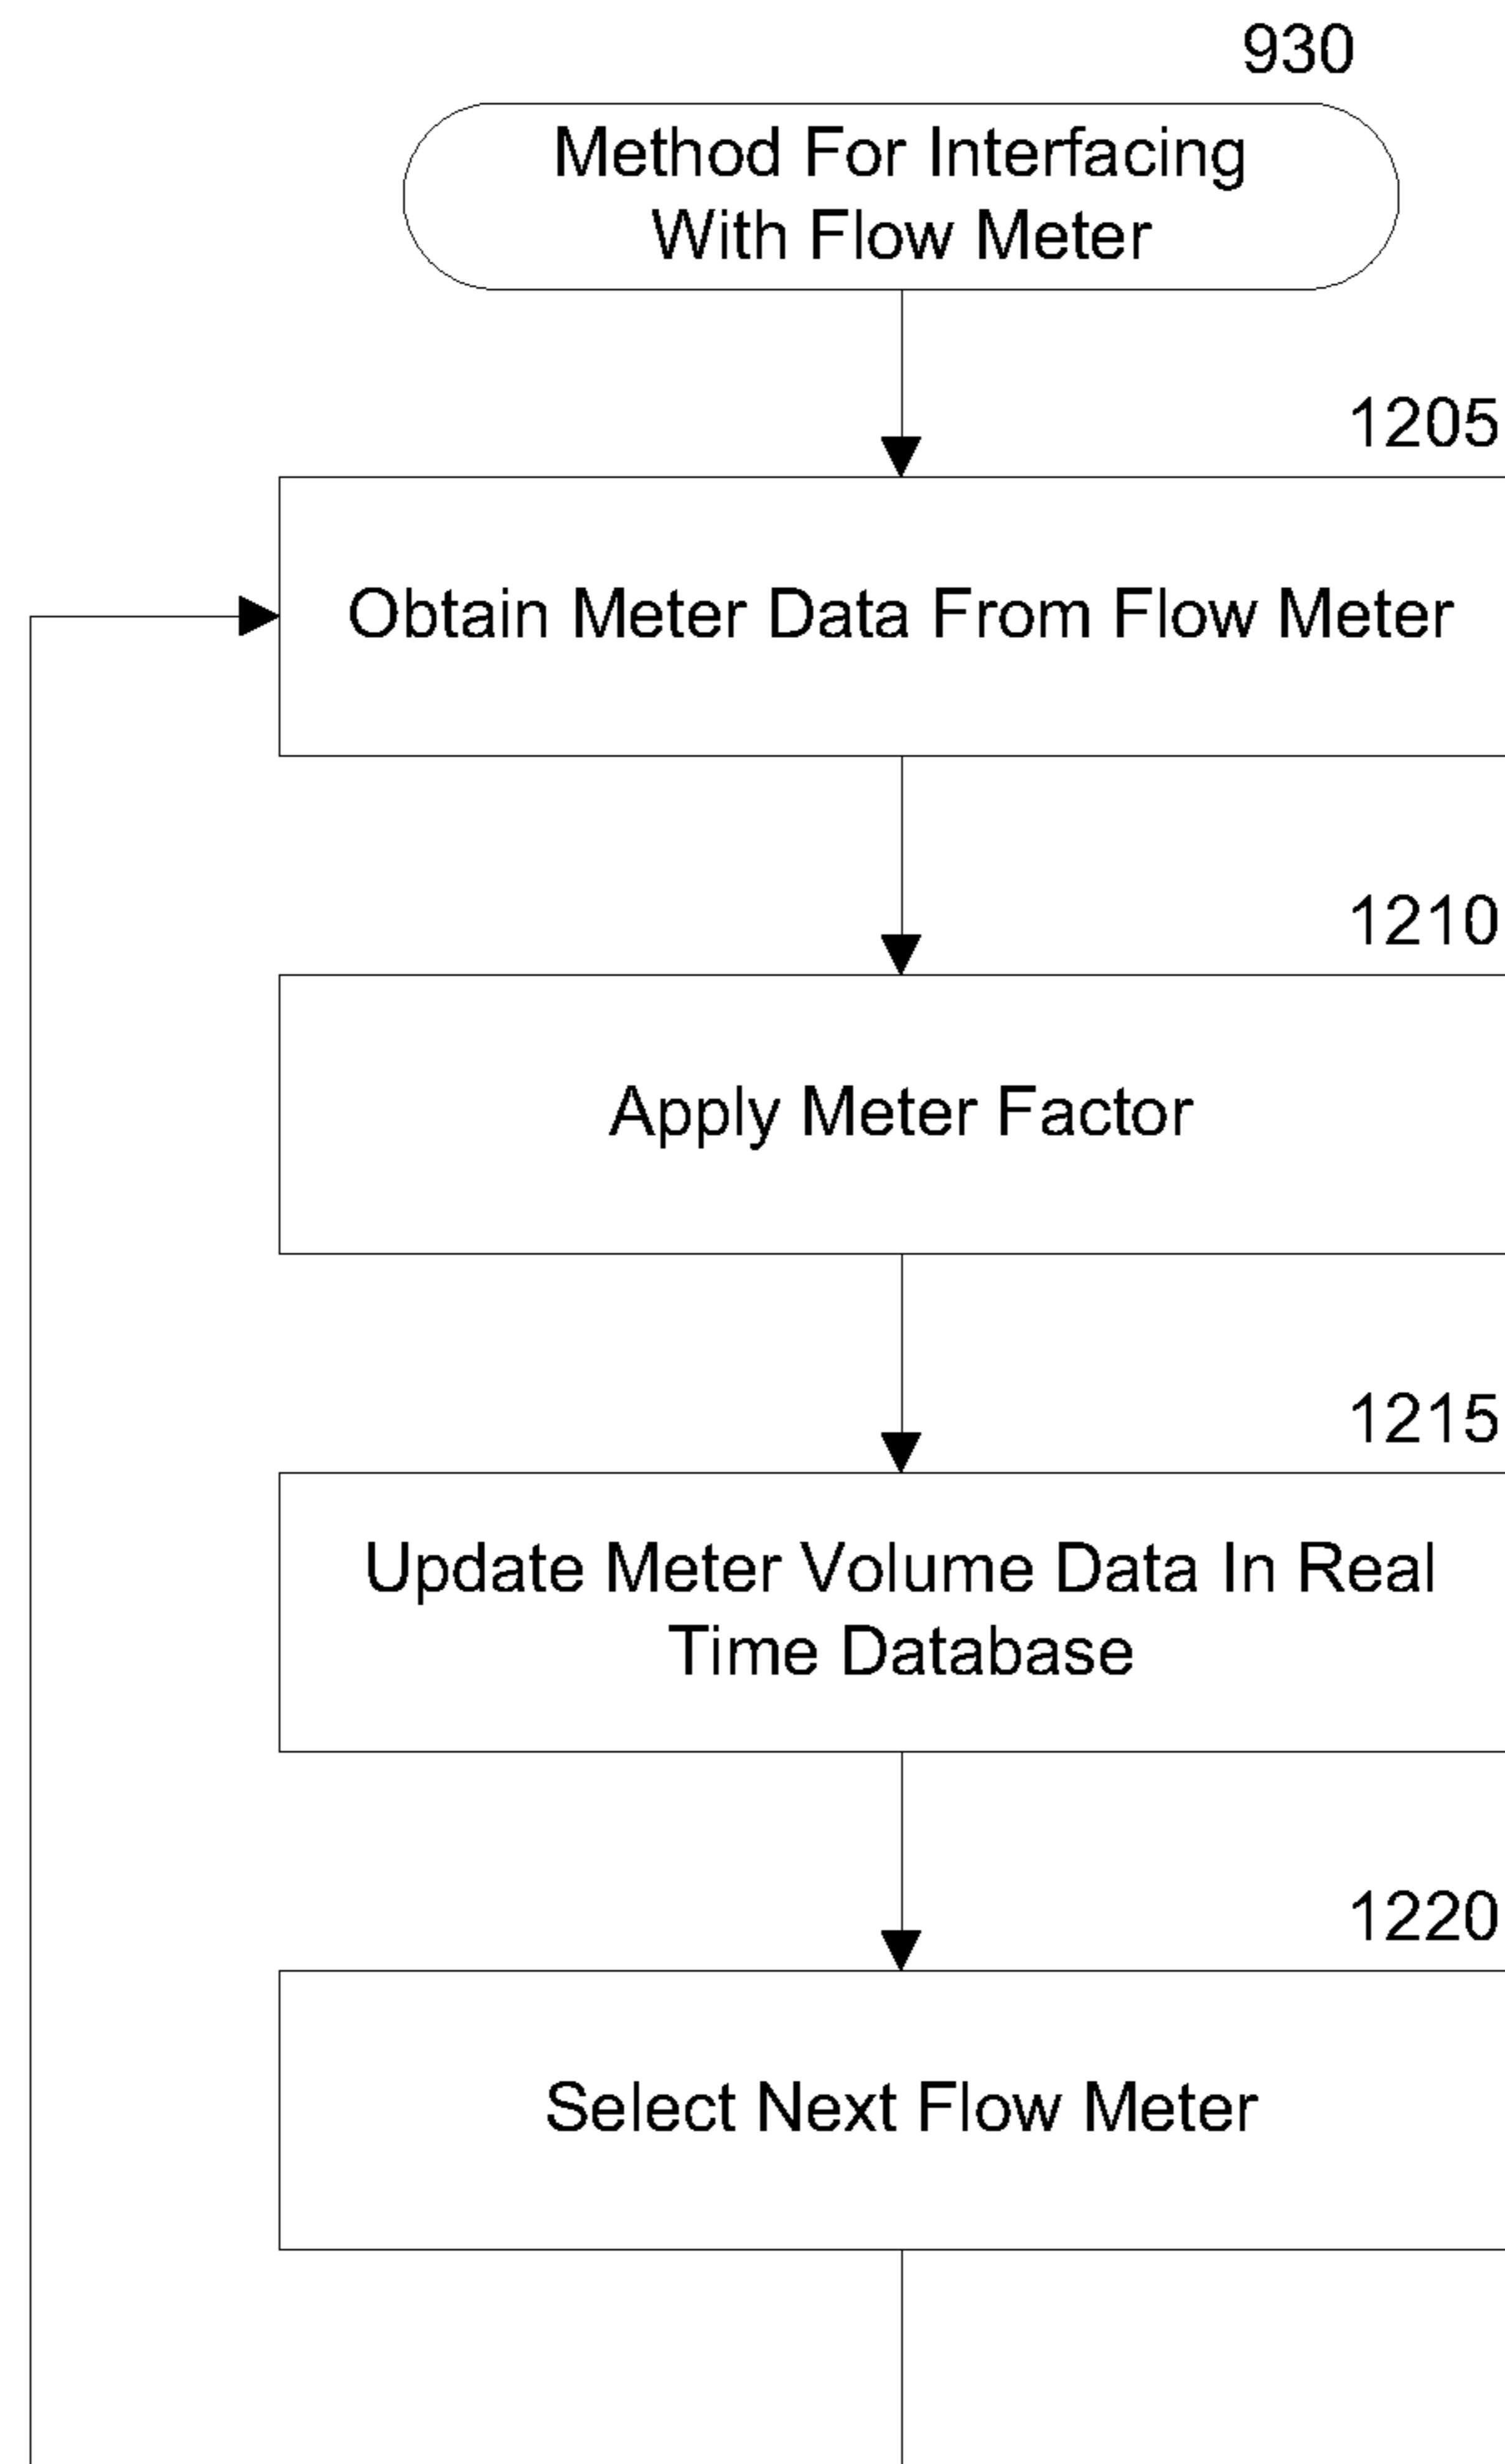 930
Method For Interfacing
With Flow Meter
1205
Obtain Meter Data From Flow Meter
1210
Apply Meter Factor
1215
Update Meter Volume Data In Real
Time Database
1220
Select Next Flow Meter